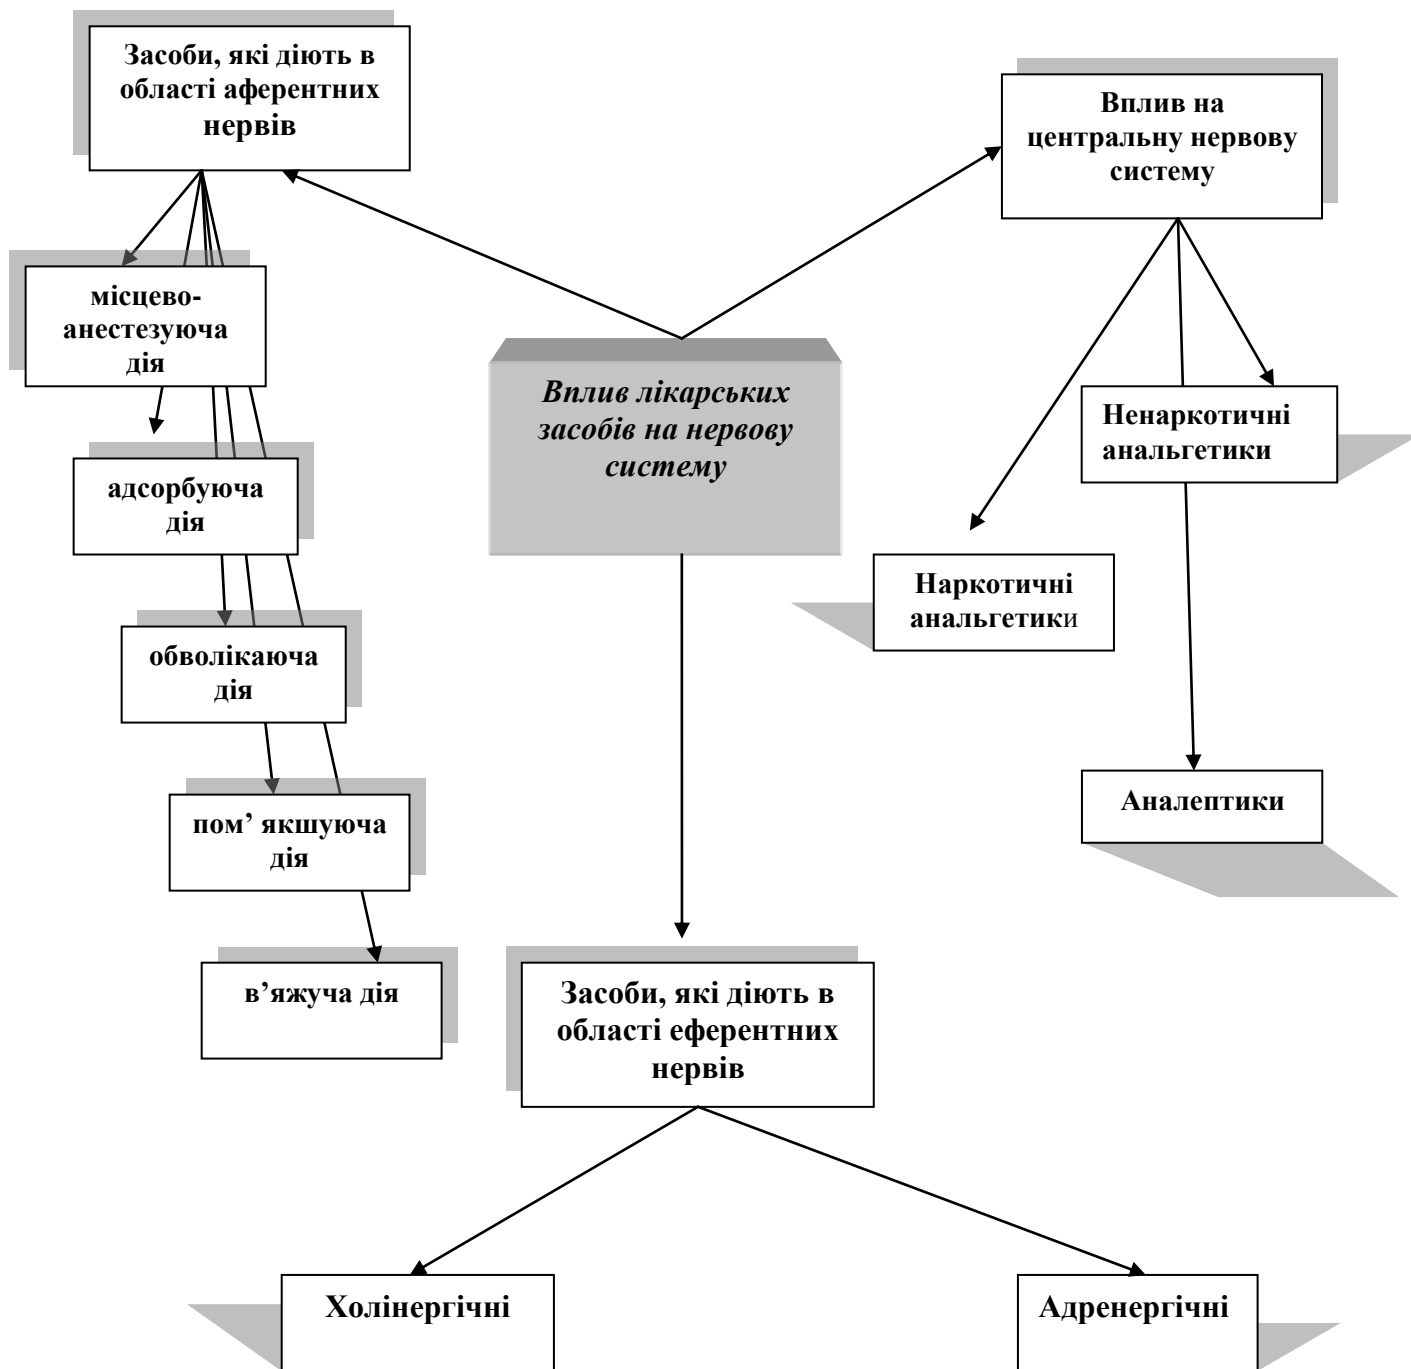 Засоби, які діють в
області аферентних
нервів
Вплив на
центральну нервову
систему
місцево-
анестезуюча
дія
Вплив лікарських
засобів на нервову
систему
Ненаркотичні
анальгетики
адсорбуюча
дія
Наркотичні
анальгетики
обволікаюча
дія
Аналептики
пом’ якшуюча
дія
в’яжуча дія
Засоби, які діють в
області еферентних
нервів
Холінергічні
Адренергічні